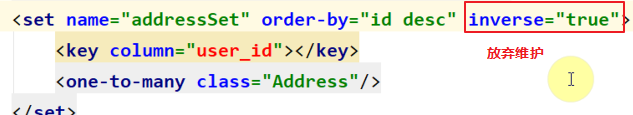 <set name="addressSet" order-by="id desc" inverse="true">
<key column="user_id"></key>
放弃维护
<one-to-many class="Address"/>
</set>